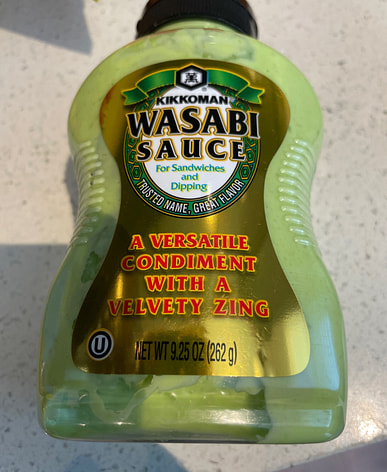 KIKKOMAN
WASABI
SAUCE
For Sandwiches
and
Dipping
TRUSTED NAME, GREAT FLAVOR
A VERSATILE
CONDIMENT
WITH A
VELVETY ZING
U
NET WT 9.25 OZ (262 g)